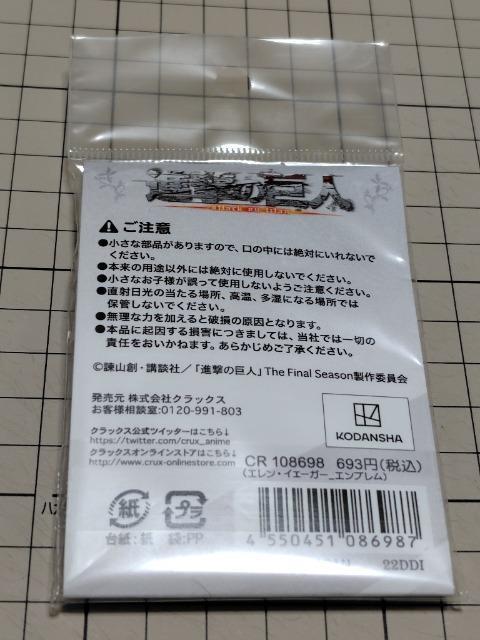 進撃の巨人
attack on titan
ご注意
●小さな部品がありますので、口の中には絶対にいれないで
ください。
●本来の用途以外には絶対に使用しないでください。
●小さなお子様が誤って使用しないようご注意ください。
●直射日光の当たる場所、高温、多湿になる場所では
保管しないでください。
●無理な力を加えると破損の原因となります。
●本品に起因する損害につきましては、当社では一切の
責任をおいかねます。あらかじめご了承ください。
©諫山創・講談社／「進撃の巨人」The Final Season製作委員会
発売元 株式会社クラックス
お客様相談室:0120-991-803
クラックス公式ツイッターはこちら↓
https://twitter.com/crux_anime
クラックスオンラインストアはこちら↓
http://www.crux-onlinestore.com
KODANSHA
CR 108698 693円(税込)
(エレン・イェーガー_エンブレム)
紙 PP
台紙:紙 袋:PP
4 550451 086987
22DDI